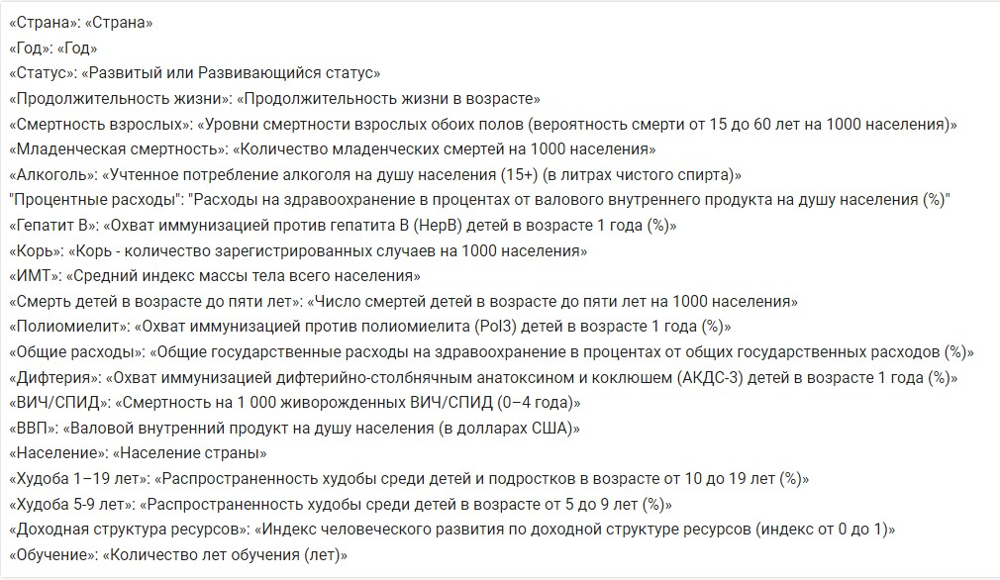 «Страна»: «Страна»
«Год»: «Год»
«Статус»: «Развитый или Развивающийся статус»
«Продолжительность жизни»: «Продолжительность жизни в возрасте»
«Смертность взрослых»: «Уровни смертности взрослых обоих полов (вероятность смерти от 15 до 60 лет на 1000 населения)»
«Младенческая смертность»: «Количество младенческих смертей на 1000 населения»
«Алкоголь»: «Учтенное потребление алкоголя на душу населения (15+) (в литрах чистого спирта)»
"Процентные расходы": "Расходы на здравоохранение в процентах от валового внутреннего продукта на душу населения (%)"
«Гепатит В»: «Охват иммунизацией против гепатита В (HepB) детей в возрасте 1 года (%)»
«Корь»: «Корь - количество зарегистрированных случаев на 1000 населения»
«ИМТ»: «Средний индекс массы тела всего населения»
«Смерть детей в возрасте до пяти лет»: «Число смертей детей в возрасте до пяти лет на 1000 населения»
«Полиомиелит»: «Охват иммунизацией против полиомиелита (Pol3) детей в возрасте 1 года (%)»
«Общие расходы»: «Общие государственные расходы на здравоохранение в процентах от общих государственных расходов (%)»
«Дифтерия»: «Охват иммунизацией дифтерийно-столбнячным анатоксином и коклюшем (АКДС-3) детей в возрасте 1 года (%)»
«ВИЧ/СПИД»: «Смертность на 1 000 живорожденных ВИЧ/СПИД (0–4 года)»
«ВВП»: «Валовой внутренний продукт на душу населения (в долларах США)»
«Население»: «Население страны»
«Худоба 1–19 лет»: «Распространенность худобы среди детей и подростков в возрасте от 10 до 19 лет (%)»
«Худоба 5-9 лет»: «Распространенность худобы среди детей в возрасте от 5 до 9 лет (%)»
«Доходная структура ресурсов»: «Индекс человеческого развития по доходной структуре ресурсов (индекс от 0 до 1)»
«Обучение»: «Количество лет обучения (лет)»